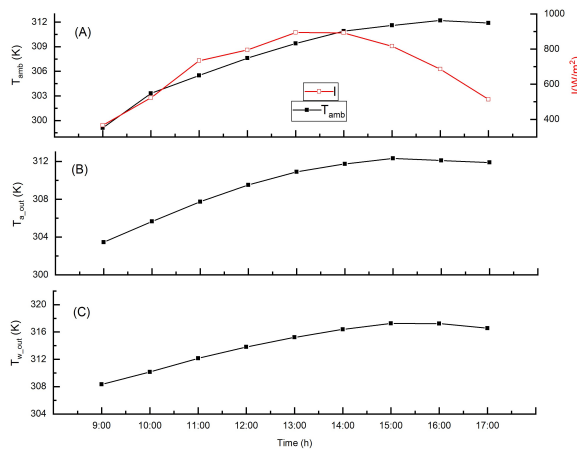 (A)
T_amb (K)
312
309
306
303
300
1000
800
600
400
I(W/m²)
I
T_amb
(B)
T_a_out (K)
312
308
304
300
(C)
T_w_out (K)
320
316
312
308
304
9:00 10:00 11:00 12:00 13:00 14:00 15:00 16:00 17:00
Time (h)